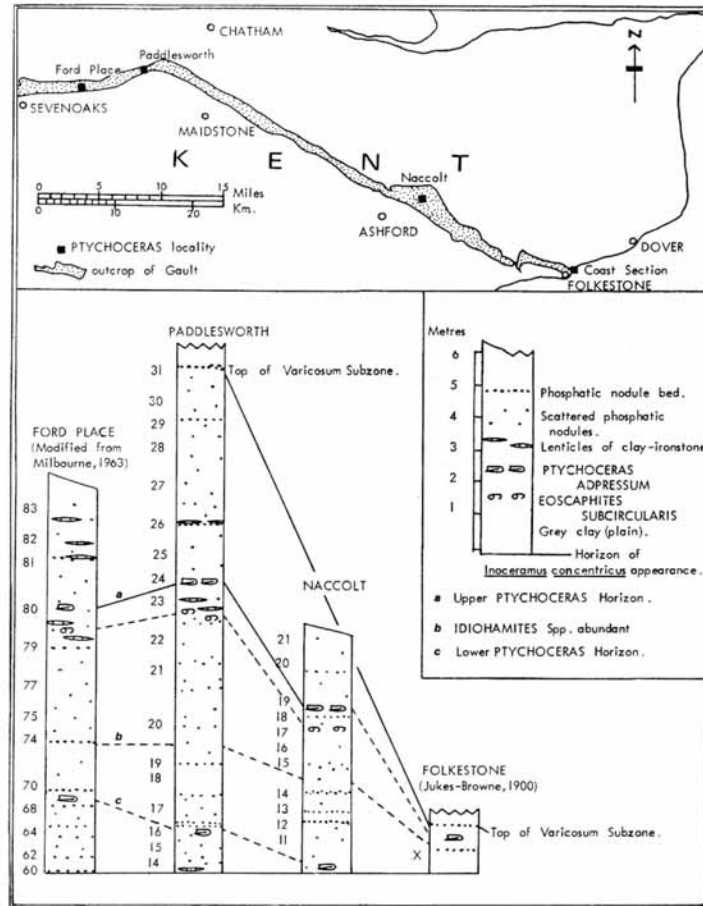 CHATHAM
Paddlesworth
Ford Place
N
SEVENOAKS
MAIDSTONE
K E N T
Naccolt
0 5 10 15 Miles
0 10 20 Km.
ASHFORD
DOVER
■ PTYCHOCERAS locality
Coast Section
outcrop of Gault
FOLKESTONE
PADDLESWORTH
31
Top of Varicosum Subzone.
30
29
28
27
26
25
24
23
22
21
20
19
18
17
16
15
14
FORD PLACE
(Modified from
Milbourne, 1963)
83
82
81
80
79
77
75
74
70
68
64
62
60
a
b
c
NACCOLT
21
20
19
18
17
16
15
14
13
12
11
FOLKESTONE
(Jukes-Browne, 1900)
Top of Varicosum Subzone.
X
Metres
6
5
4
3
2
1
Phosphatic nodule bed.
Scattered phosphatic
nodules.
Lenticles of clay-ironstone
PTYCHOCERAS
ADPRESSUM
EOSCAPHITES
SUBCIRCULARIS
Grey clay (plain).
Horizon of
Inoceramus concentricus appearance.
a Upper PTYCHOCERAS Horizon.
b IDIOHAMITES Spp. abundant
c Lower PTYCHOCERAS Horizon.